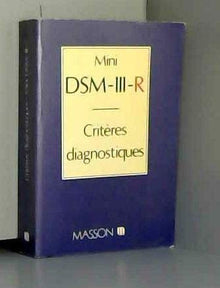 Mini
DSM-III-R
Critères
diagnostiques
MASSON